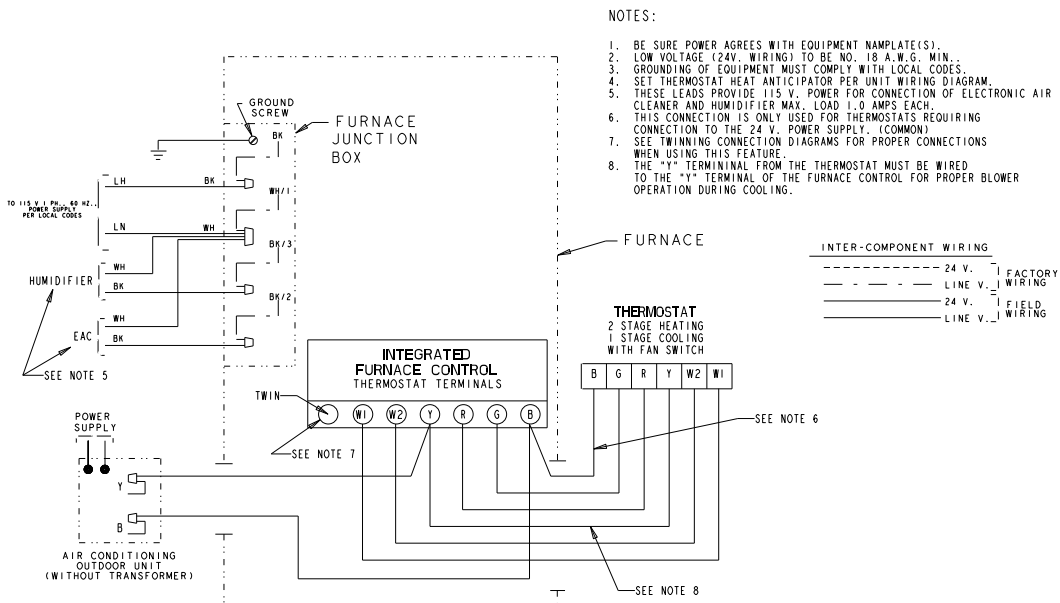 NOTES:
1. BE SURE POWER AGREES WITH EQUIPMENT NAMPLATE(S).
2. LOW VOLTAGE (24V. WIRING) TO BE NO. 18 A.W.G. MIN..
3. GROUNDING OF EQUIPMENT MUST COMPLY WITH LOCAL CODES.
4. SET THERMOSTAT HEAT ANTICIPATOR PER UNIT WIRING DIAGRAM.
5. THESE LEADS PROVIDE 115 V. POWER FOR CONNECTION OF ELECTRONIC AIR
CLEANER AND HUMIDIFIER MAX. LOAD 1.0 AMPS EACH.
6. THIS CONNECTION IS ONLY USED FOR THERMOSTATS REQUIRING
CONNECTION TO THE 24 V. POWER SUPPLY. (COMMON)
7. SEE TWINNING CONNECTION DIAGRAMS FOR PROPER CONNECTIONS
WHEN USING THIS FEATURE.
8. THE "Y" TERMININAL FROM THE THERMOSTAT MUST BE WIRED
TO THE "Y" TERMINAL OF THE FURNACE CONTROL FOR PROPER BLOWER
OPERATION DURING COOLING.
GROUND
SCREW
FURNACE
JUNCTION
BOX
BK
LH
BK
WH/1
TO 115 V 1 PH., 60 HZ.,
POWER SUPPLY
PER LOCAL CODES
LN
WH
BK/3
HUMIDIFIER
WH
BK
BK/2
EAC
WH
BK
SEE NOTE 5
FURNACE
INTER-COMPONENT WIRING
24 V.
LINE V.
FACTORY
WIRING
24 V.
LINE V.
FIELD
WIRING
THERMOSTAT
2 STAGE HEATING
1 STAGE COOLING
WITH FAN SWITCH
B G R Y W2 W1
INTEGRATED
FURNACE CONTROL
THERMOSTAT TERMINALS
TWIN
W1 W2 Y R G B
SEE NOTE 6
SEE NOTE 7
POWER
SUPPLY
Y
B
AIR CONDITIONING
OUTDOOR UNIT
(WITHOUT TRANSFORMER)
SEE NOTE 8